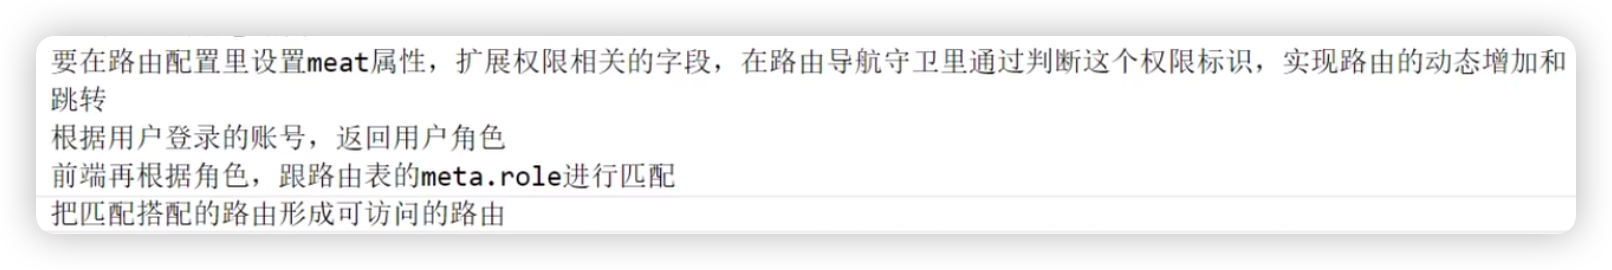 要在路由配置里设置meat属性，扩展权限相关的字段，在路由导航守卫里通过判断这个权限标识，实现路由的动态增加和
跳转
根据用户登录的账号，返回用户角色
前端再根据角色，跟路由表的meta.role进行匹配
把匹配搭配的路由形成可访问的路由